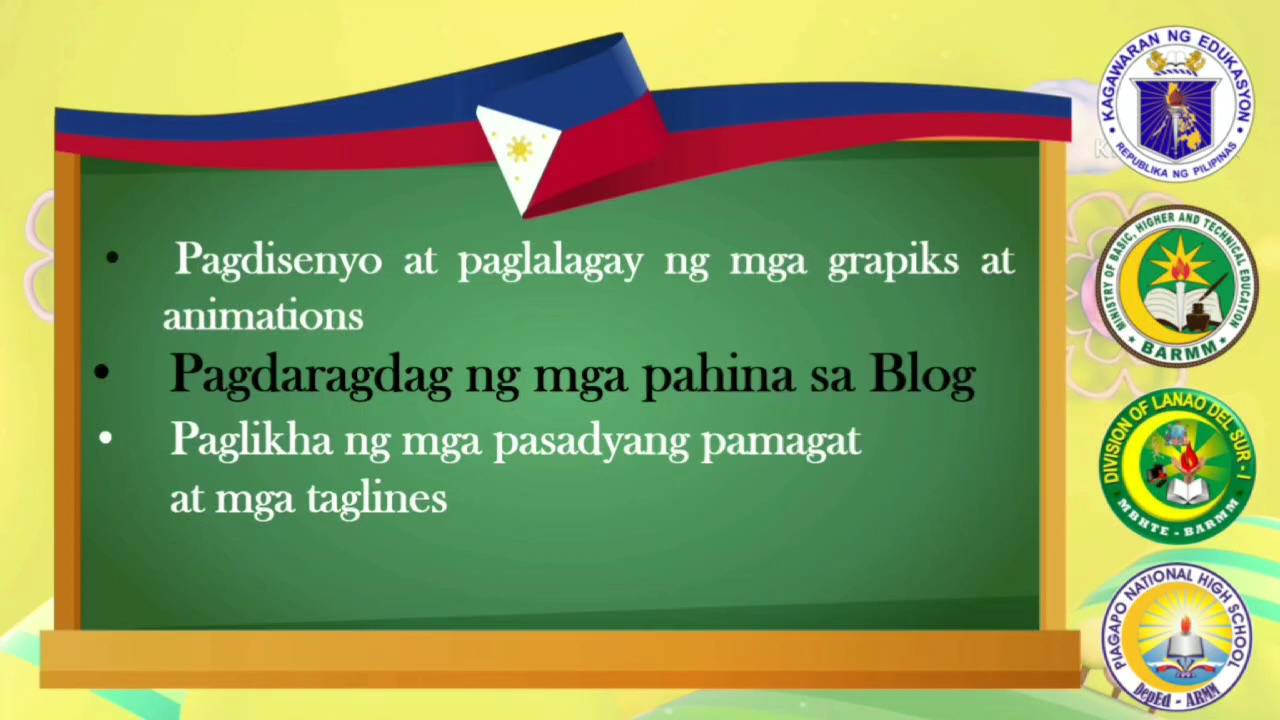 • Pagdisenyo at paglalagay ng mga grapiks at
animations
• Pagdaragdag ng mga pahina sa Blog
• Paglikha ng mga pasadyang pamagat
at mga taglines
KAGAWARAN NG EDUKASYON
REPUBLIKA NG PILIPINAS
MINISTRY OF BASIC, HIGHER AND TECHNICAL EDUCATION
BARMM
DIVISION OF LANAO DEL SUR - I
MBHTE - BARMM
PIAGAPO NATIONAL HIGH SCHOOL
DepEd - ARMM